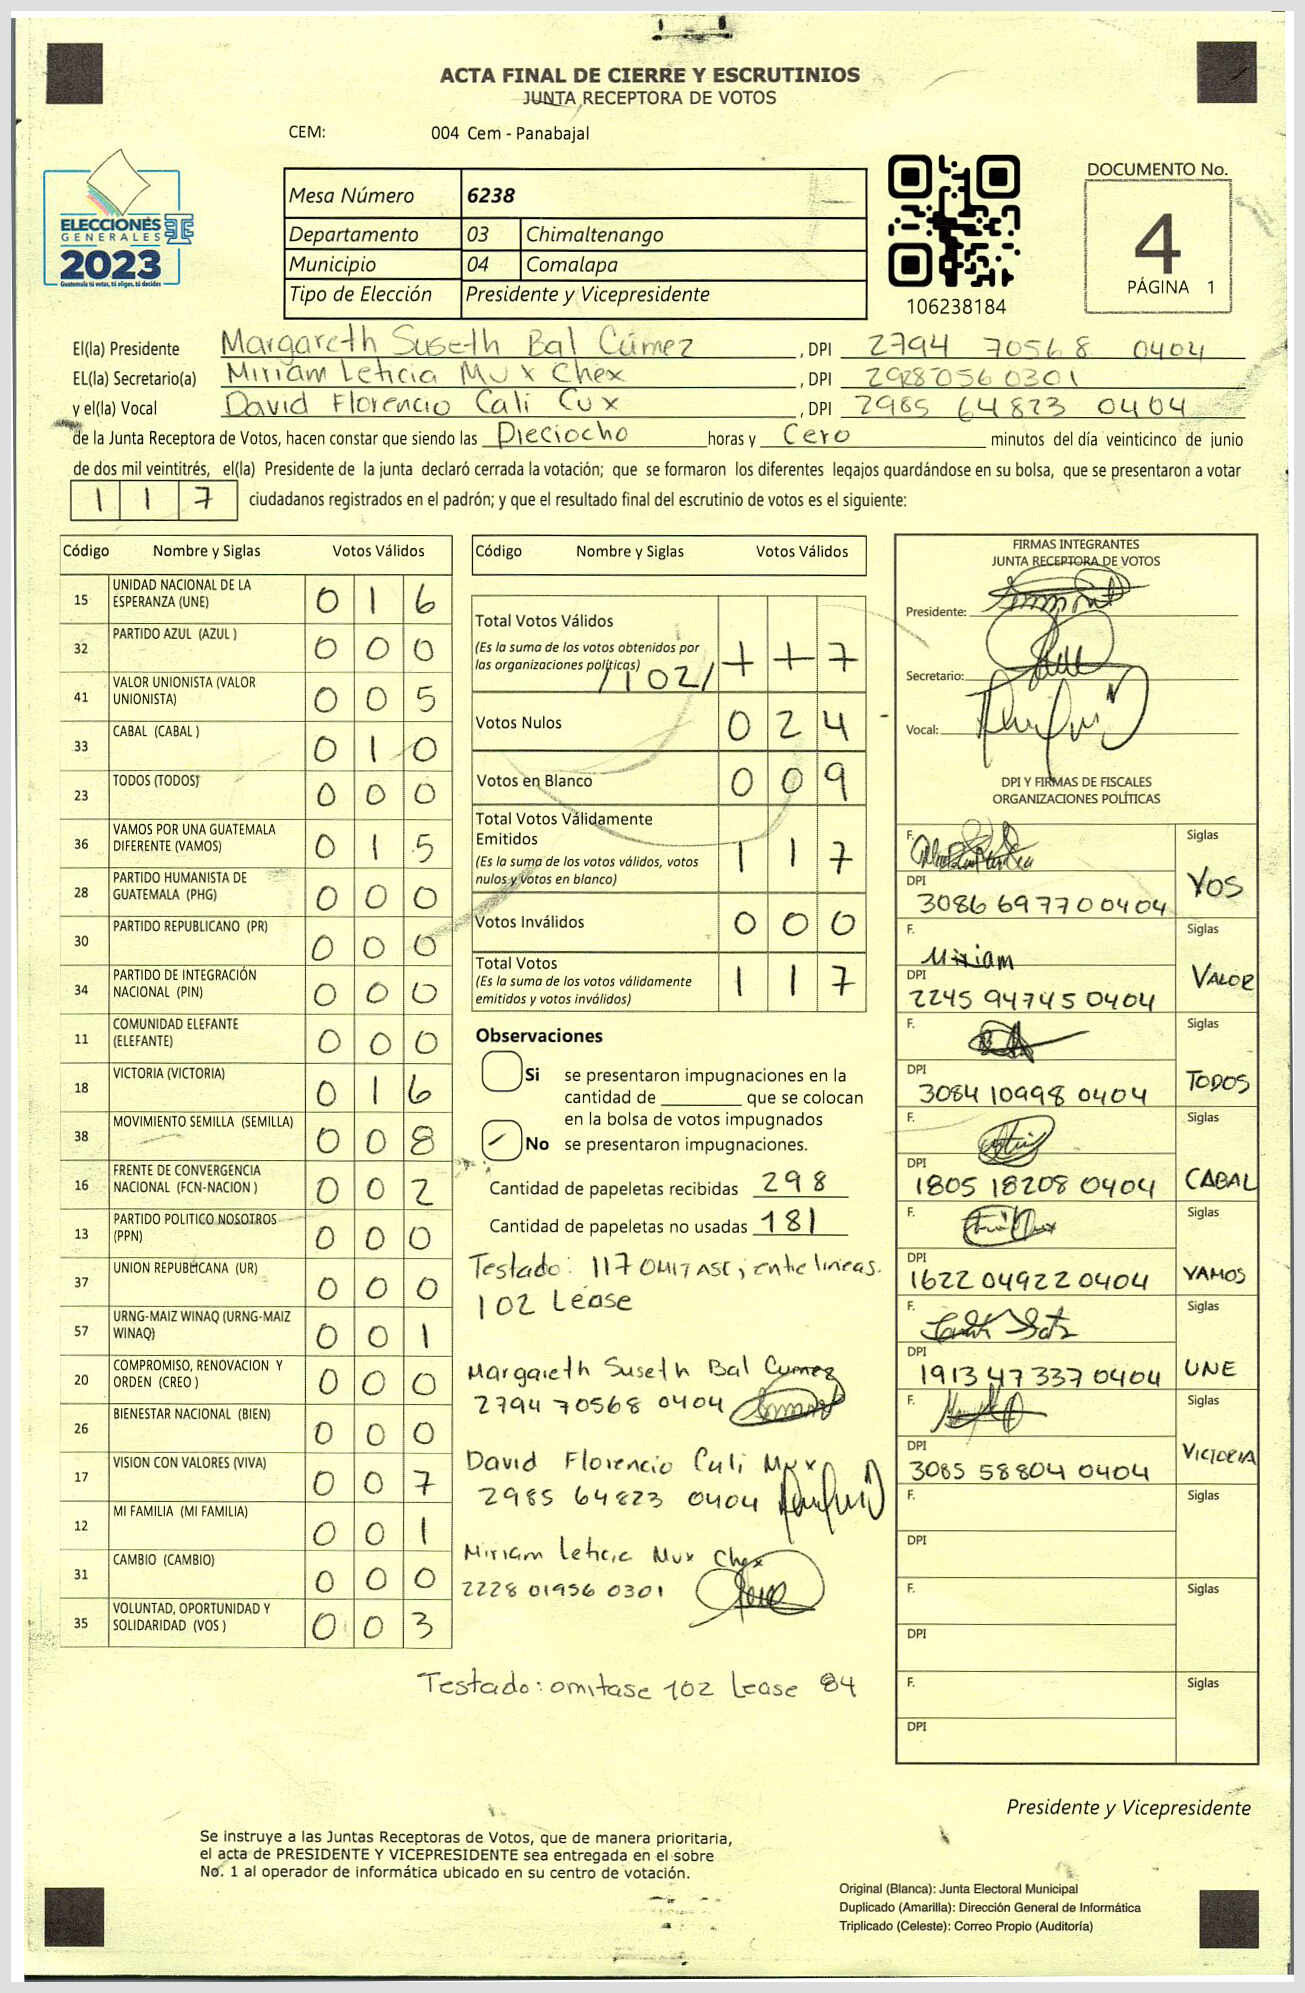 ACTA FINAL DE CIERRE Y ESCRUTINIOS
JUNTA RECEPTORA DE VOTOS
CEM: 004 Cem - Panabajal
ELECCIONES
GENERALES
2023
Guatemala tú votas, tú eliges, tú decides
Mesa Número 6238
Departamento 03 Chimaltenango
Municipio 04 Comalapa
Tipo de Elección Presidente y Vicepresidente
106238184
DOCUMENTO No.
4
PÁGINA 1
El(la) Presidente Margareth Suseth Bal Cúmez , DPI 2794 70568 0404
EL(la) Secretario(a) Miriam Leticia Mux Chex , DPI
y el(la) Vocal David Florencio Cali Cux , DPI 2985 64823 0404
de la Junta Receptora de Votos, hacen constar que siendo las Dieciocho horas y Cero minutos del día veinticinco de junio
de dos mil veintitrés, el(la) Presidente de la junta declaró cerrada la votación; que se formaron los diferentes legajos guardándose en su bolsa, que se presentaron a votar
117 ciudadanos registrados en el padrón; y que el resultado final del escrutinio de votos es el siguiente:
Código Nombre y Siglas Votos Válidos
15 UNIDAD NACIONAL DE LA ESPERANZA (UNE) 0 1 6
32 PARTIDO AZUL (AZUL ) 0 0 0
41 VALOR UNIONISTA (VALOR UNIONISTA) 0 0 5
33 CABAL (CABAL ) 0 1 0
23 TODOS (TODOS) 0 0 0
36 VAMOS POR UNA GUATEMALA DIFERENTE (VAMOS) 0 1 5
28 PARTIDO HUMANISTA DE GUATEMALA (PHG) 0 0 0
30 PARTIDO REPUBLICANO (PR) 0 0 0
34 PARTIDO DE INTEGRACIÓN NACIONAL (PIN) 0 0 0
11 COMUNIDAD ELEFANTE (ELEFANTE) 0 0 0
18 VICTORIA (VICTORIA) 0 1 6
38 MOVIMIENTO SEMILLA (SEMILLA) 0 0 8
16 FRENTE DE CONVERGENCIA NACIONAL (FCN-NACION ) 0 0 2
13 PARTIDO POLITICO NOSOTROS (PPN) 0 0 0
37 UNION REPUBLICANA (UR) 0 0 0
57 URNG-MAIZ WINAQ (URNG-MAIZ WINAQ) 0 0 1
20 COMPROMISO, RENOVACION Y ORDEN (CREO ) 0 0 0
26 BIENESTAR NACIONAL (BIEN) 0 0 0
17 VISION CON VALORES (VIVA) 0 0 7
12 MI FAMILIA (MI FAMILIA) 0 0 1
31 CAMBIO (CAMBIO) 0 0 0
35 VOLUNTAD, OPORTUNIDAD Y SOLIDARIDAD (VOS ) 0 0 3
Código Nombre y Siglas Votos Válidos
Total Votos Válidos
(Es la suma de los votos obtenidos por
las organizaciones políticas) /102/ 1 1 7
Votos Nulos 0 2 4
Votos en Blanco 0 0 9
Total Votos Válidamente
Emitidos
(Es la suma de los votos válidos, votos
nulos y votos en blanco) 1 1 7
Votos Inválidos 0 0 0
Total Votos
(Es la suma de los votos válidamente
emitidos y votos inválidos) 1 1 7
Observaciones
Si se presentaron impugnaciones en la
cantidad de ________ que se colocan
en la bolsa de votos impugnados
No se presentaron impugnaciones.
Cantidad de papeletas recibidas 298
Cantidad de papeletas no usadas 181
Testado: 117 OMITASE; entre lineas.
102 Lease
Margareth Suseth Bal Cumez
2794 70568 0404
David Florencio Cali Mux
2985 64823 0404
Miriam Leticia Mux Chex
2228 01956 0301
Testado: omitase 102 Lease 84
FIRMAS INTEGRANTES
JUNTA RECEPTORA DE VOTOS
Presidente:
Secretario:
Vocal:
DPI Y FIRMAS DE FISCALES
ORGANIZACIONES POLÍTICAS
F. Siglas
DPI VOS
3086 69770 0404
F. Miriam Siglas
DPI VALOR
2245 94745 0404
F. Siglas
DPI TODOS
3084 10998 0404
F. Siglas
DPI CABAL
1805 18208 0404
F. Siglas
DPI VAMOS
1622 04922 0404
F. Siglas
DPI UNE
1913 47337 0404
F. Siglas
DPI VICTORIA
3085 58804 0404
F. Siglas
DPI
F. Siglas
DPI
F. Siglas
DPI
Presidente y Vicepresidente
Se instruye a las Juntas Receptoras de Votos, que de manera prioritaria,
el acta de PRESIDENTE Y VICEPRESIDENTE sea entregada en el sobre
No. 1 al operador de informática ubicado en su centro de votación.
Original (Blanca): Junta Electoral Municipal
Duplicado (Amarilla): Dirección General de Informática
Triplicado (Celeste): Correo Propio (Auditoría)